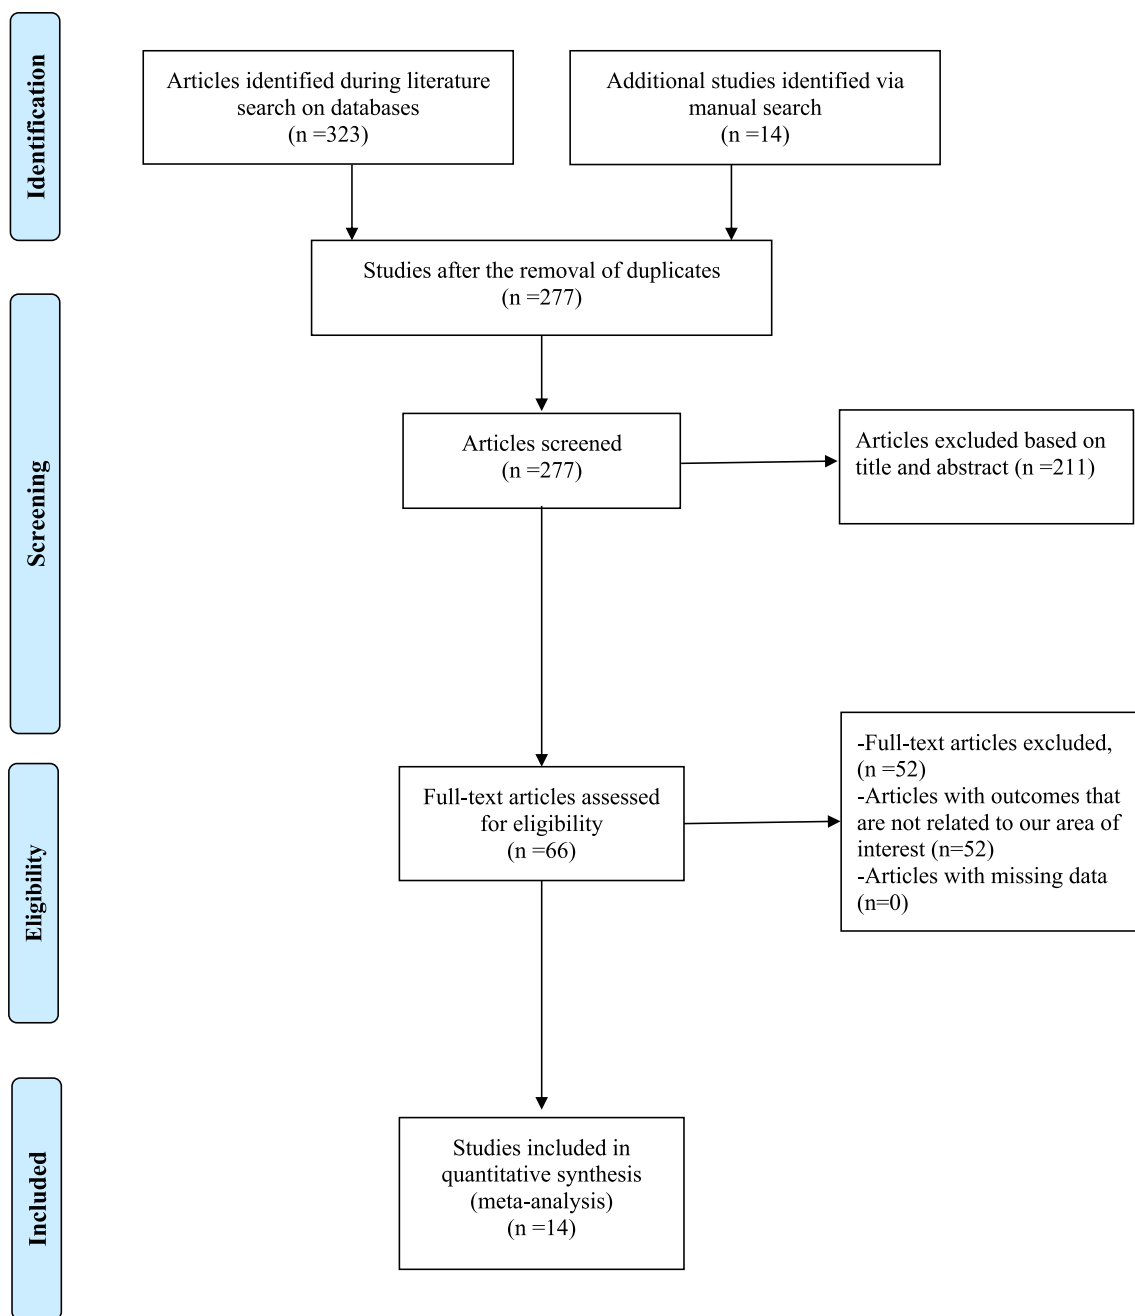 Identification
Articles identified during literature
search on databases
(n =323)
Additional studies identified via
manual search
(n =14)
Studies after the removal of duplicates
(n =277)
Screening
Articles screened
(n =277)
Articles excluded based on
title and abstract (n =211)
Eligibility
Full-text articles assessed
for eligibility
(n =66)
-Full-text articles excluded,
(n =52)
-Articles with outcomes that
are not related to our area of
interest (n=52)
-Articles with missing data
(n=0)
Included
Studies included in
quantitative synthesis
(meta-analysis)
(n =14)